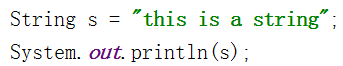 String s = "this is a string";
System.out.println(s);